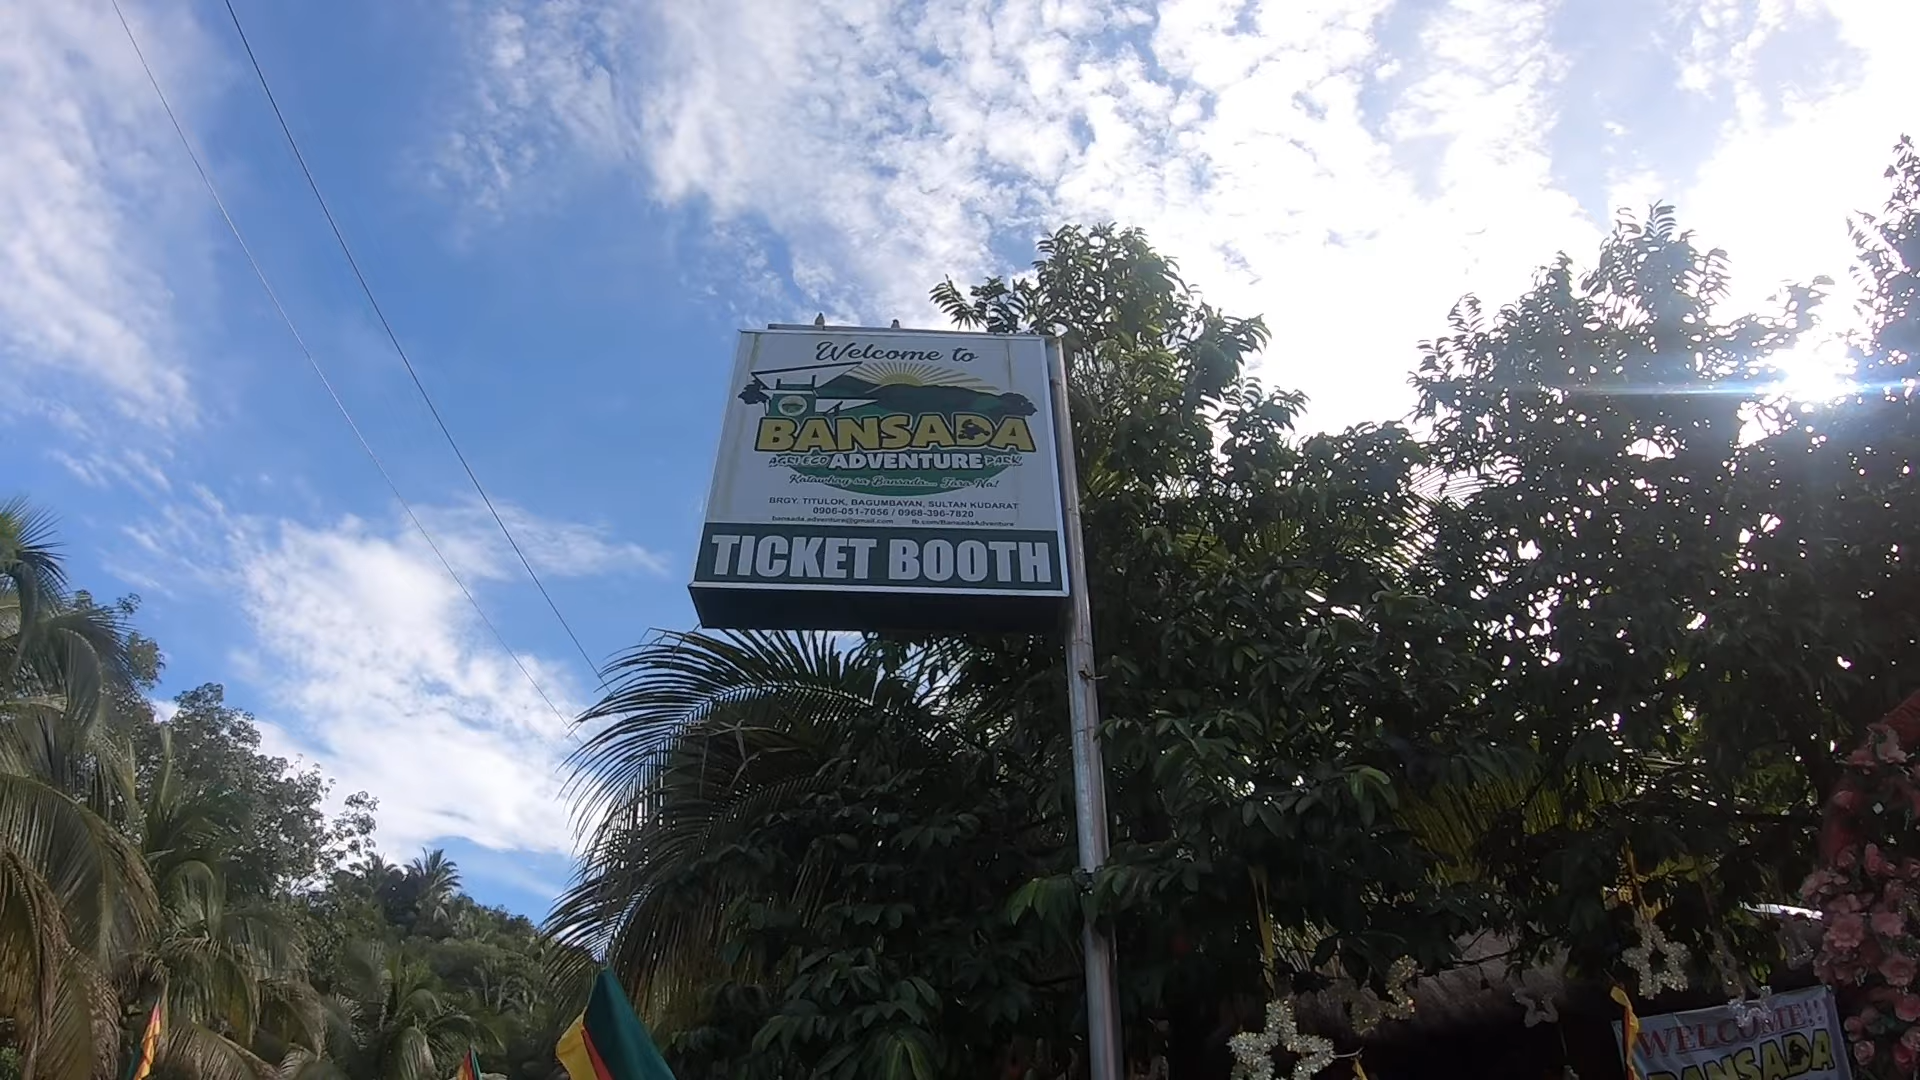 Welcome to
BANSADA
AGRI ECO ADVENTURE PARK
Katawhay sa Bansada... Tara Na!
BRGY. TITULOK, BAGUMBAYAN, SULTAN KUDARAT
0906-051-7056 / 0968-396-7820
bansada.adventure@gmail.com fb.com/BansadaAdventure
TICKET BOOTH
WELCOME!!
BANSADA